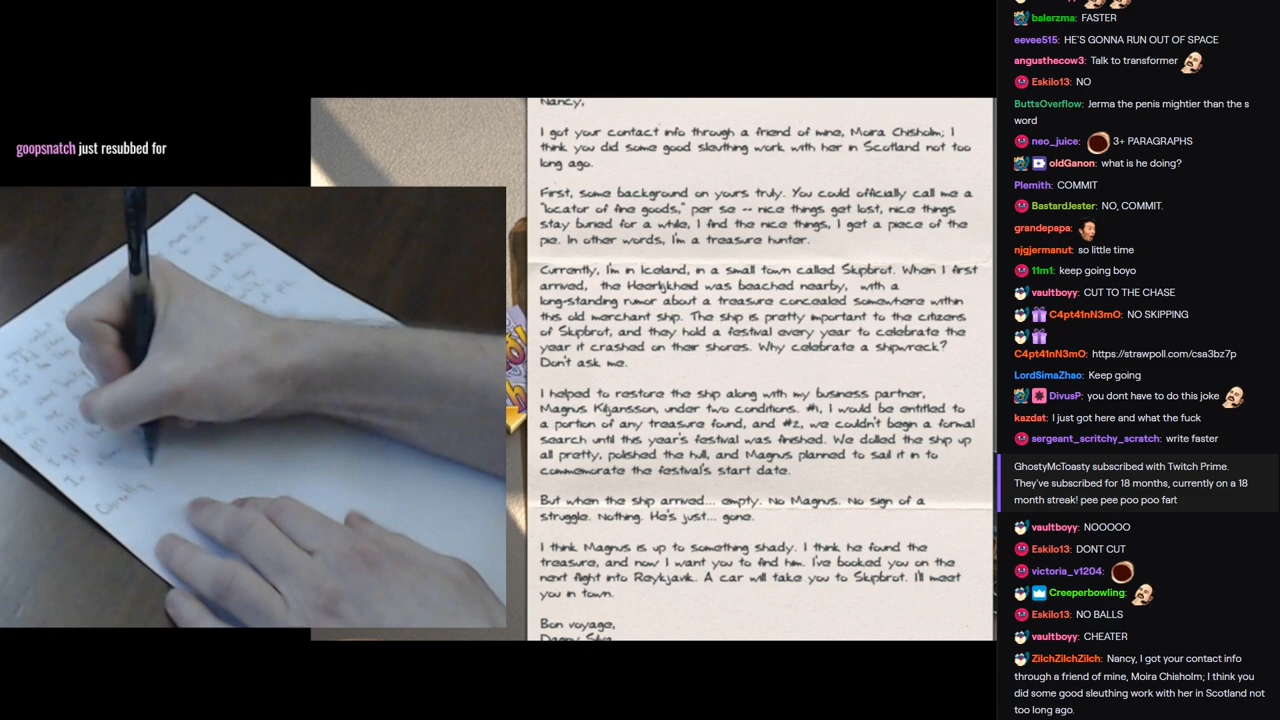 goopsnatch just resubbed for
Nancy,
I got your contact info through a friend of mine, Moira Chisholm; I
think you did some good sleuthing work with her in Scotland not too
long ago.
First, some background on yours truly. You could officially call me a
"locator of fine goods," per se -- nice things get lost, nice things
stay buried for a while, I find the nice things, I get a piece of the
pie. In other words, I'm a treasure hunter.
Currently, I'm in Iceland, in a small town called Skipbrot. When I first
arrived, the Heerlijkheid was beached nearby, with a
long-standing rumor about a treasure concealed somewhere within
this old merchant ship. The ship is pretty important to the citizens
of Skipbrot, and they hold a festival every year to celebrate the
year it crashed on their shores. Why celebrate a shipwreck?
Don't ask me.
I helped to restore the ship along with my business partner,
Magnus Kiljansson, under two conditions. #1, I would be entitled to
a portion of any treasure found, and #2, we couldn't begin a formal
search until this year's festival was finished. We dolled the ship up
all pretty, polished the hull, and Magnus planned to sail it in to
commemorate the festival's start date.
But when the ship arrived... empty. No Magnus. No sign of a
struggle. Nothing. He's just... gone.
I think Magnus is up to something shady. I think he found the
treasure, and now I want you to find him. I've booked you on the
next flight into Reykjavik. A car will take you to Skipbrot. I'll meet
you in town.
Bon voyage,
Dagny Silva
Currently
balerzma: FASTER
eevee515: HE'S GONNA RUN OUT OF SPACE
angusthecow3: Talk to transformer
Eskilo13: NO
ButtsOverflow: Jerma the penis mightier than the s
word
neo_juice: 3+ PARAGRAPHS
oldGanon: what is he doing?
Plemith: COMMIT
BastardJester: NO, COMMIT.
grandepapa:
njgjermanut: so little time
11m1: keep going boyo
vaultboyy: CUT TO THE CHASE
C4pt41nN3mO: NO SKIPPING
C4pt41nN3mO: https://strawpoll.com/csa3bz7p
LordSimaZhao: Keep going
DivusP: you dont have to do this joke
kazdat: I just got here and what the fuck
sergeant_scritchy_scratch: write faster
GhostyMcToasty subscribed with Twitch Prime.
They've subscribed for 18 months, currently on a 18
month streak! pee pee poo poo fart
vaultboyy: NOOOOO
Eskilo13: DONT CUT
victoria_v1204:
Creeperbowling:
Eskilo13: NO BALLS
vaultboyy: CHEATER
ZilchZilchZilch: Nancy, I got your contact info
through a friend of mine, Moira Chisholm; I think you
did some good sleuthing work with her in Scotland not
too long ago.